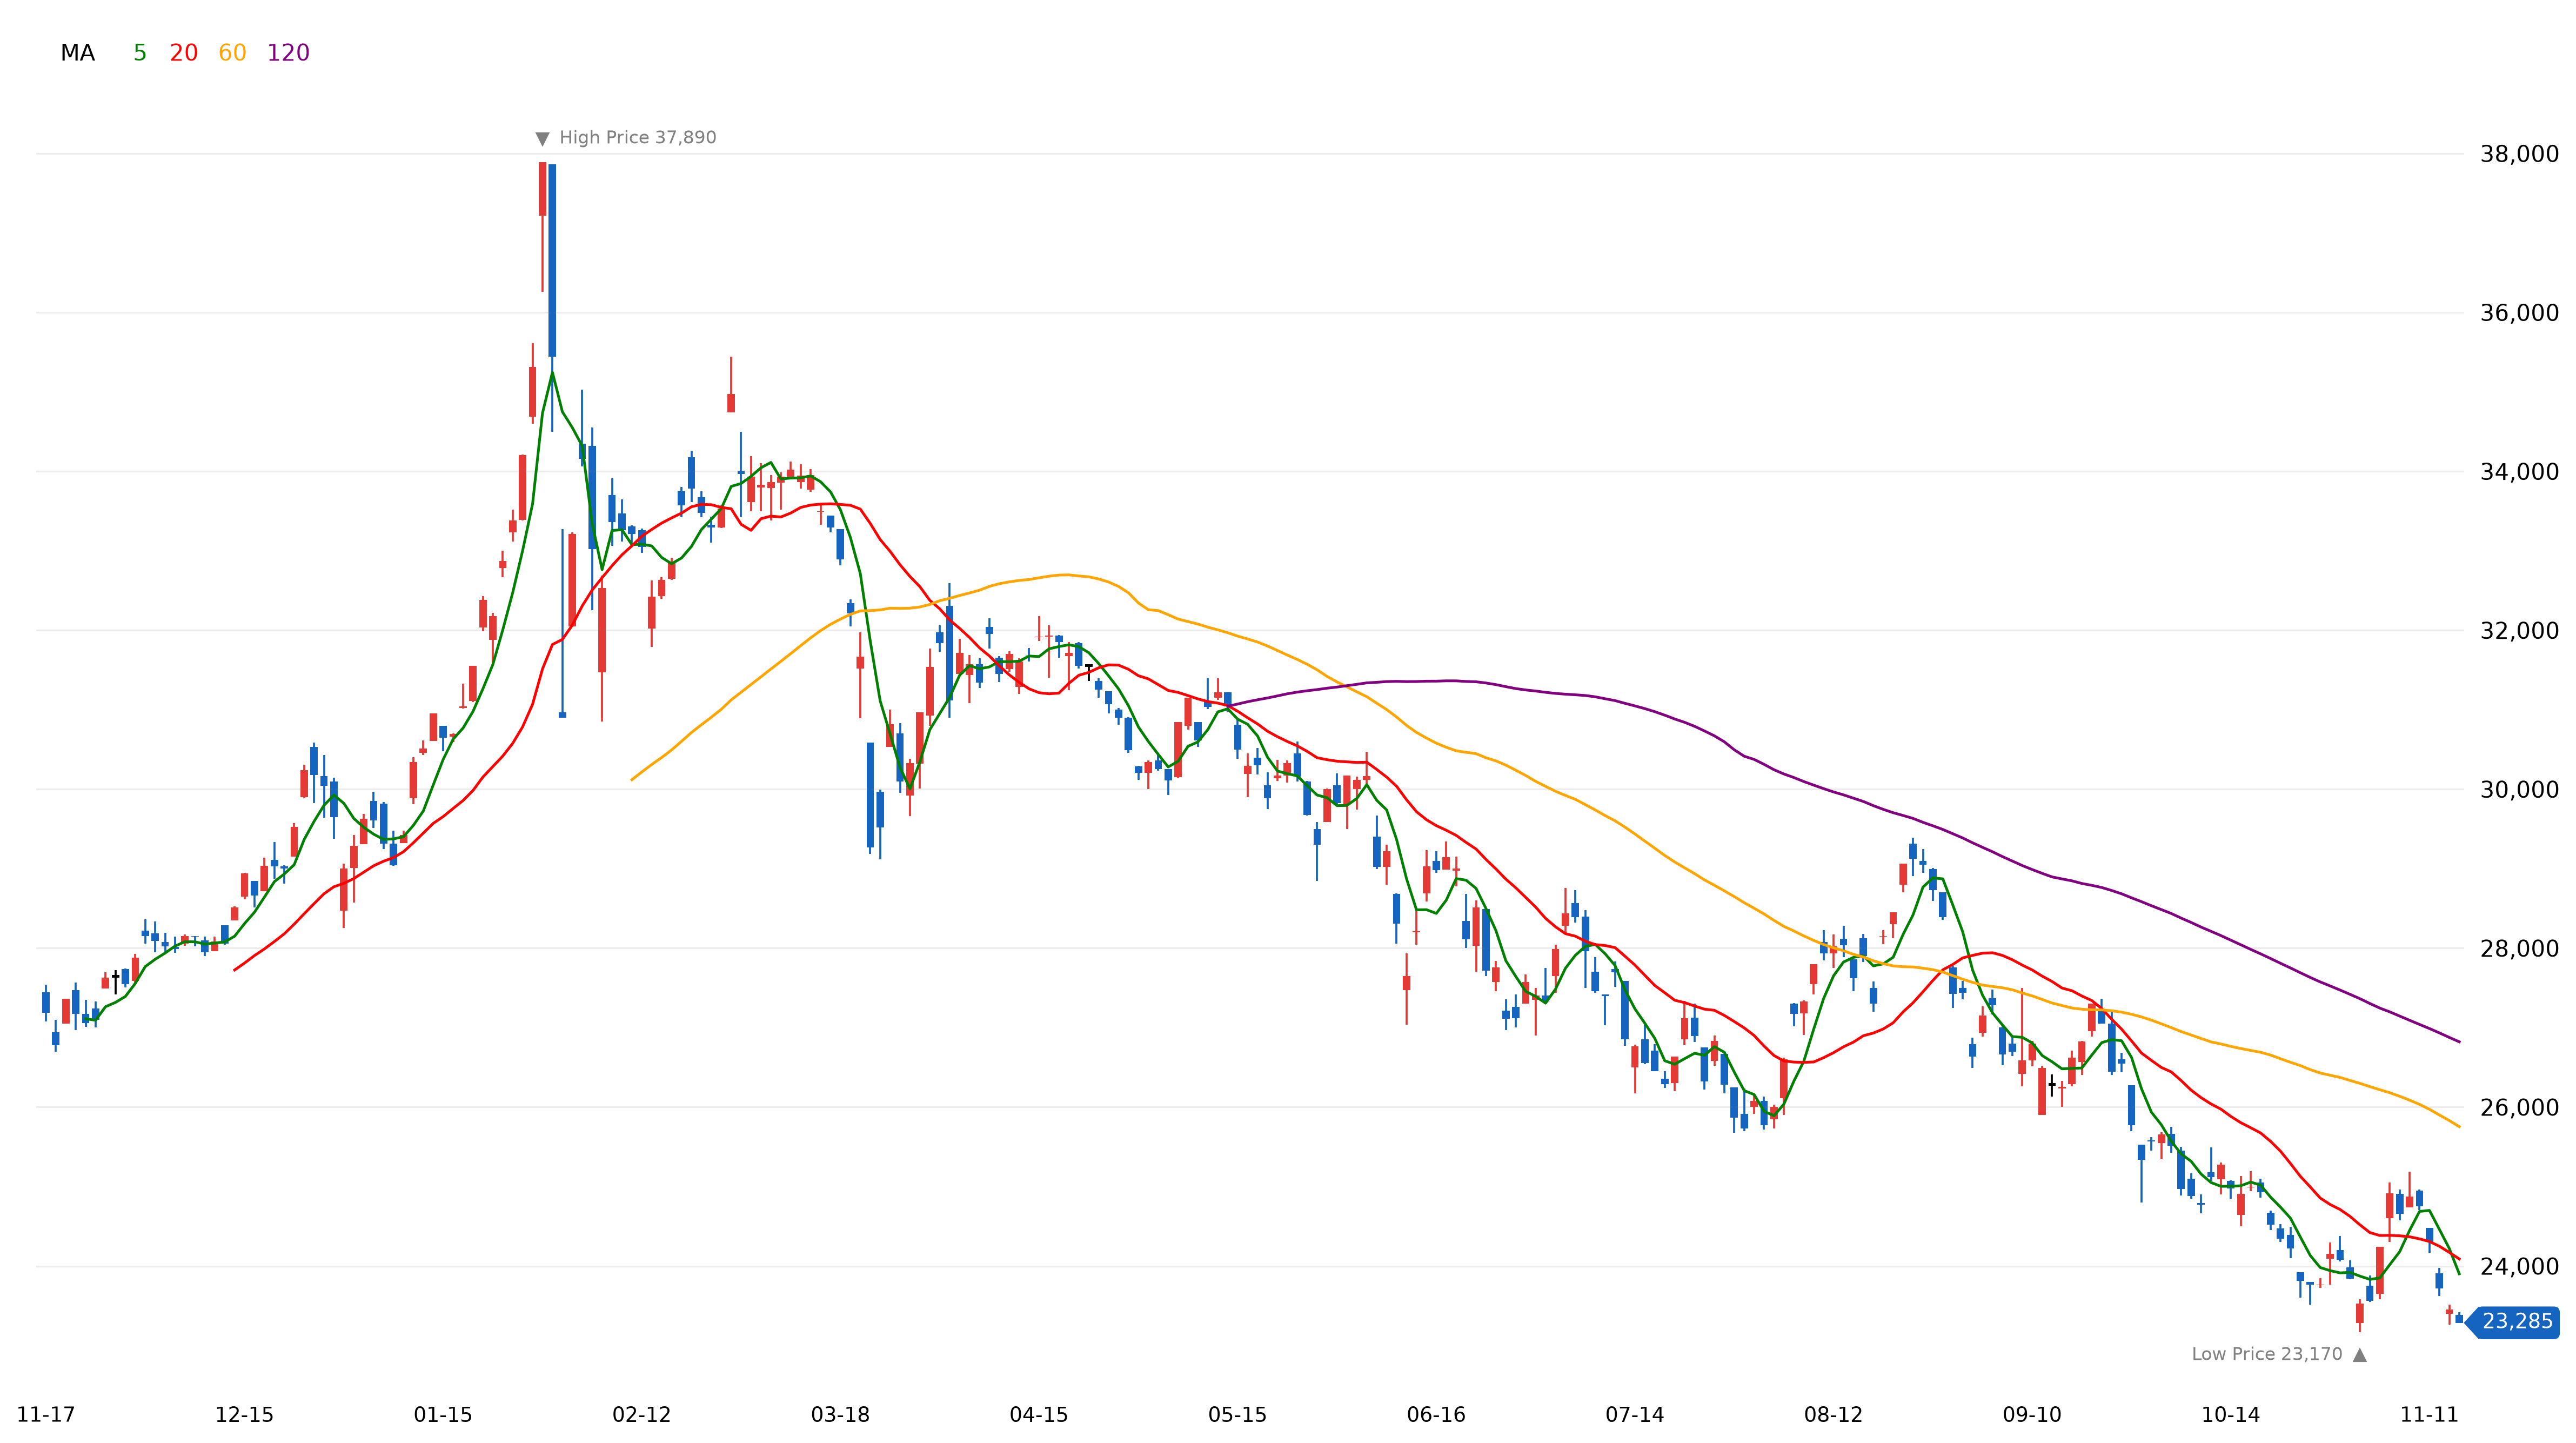 MA 5 20 60 120
▼ High Price 37,890
38,000
36,000
34,000
32,000
30,000
28,000
26,000
24,000
23,285
Low Price 23,170 ▲
11-17 12-15 01-15 02-12 03-18 04-15 05-15 06-16 07-14 08-12 09-10 10-14 11-11